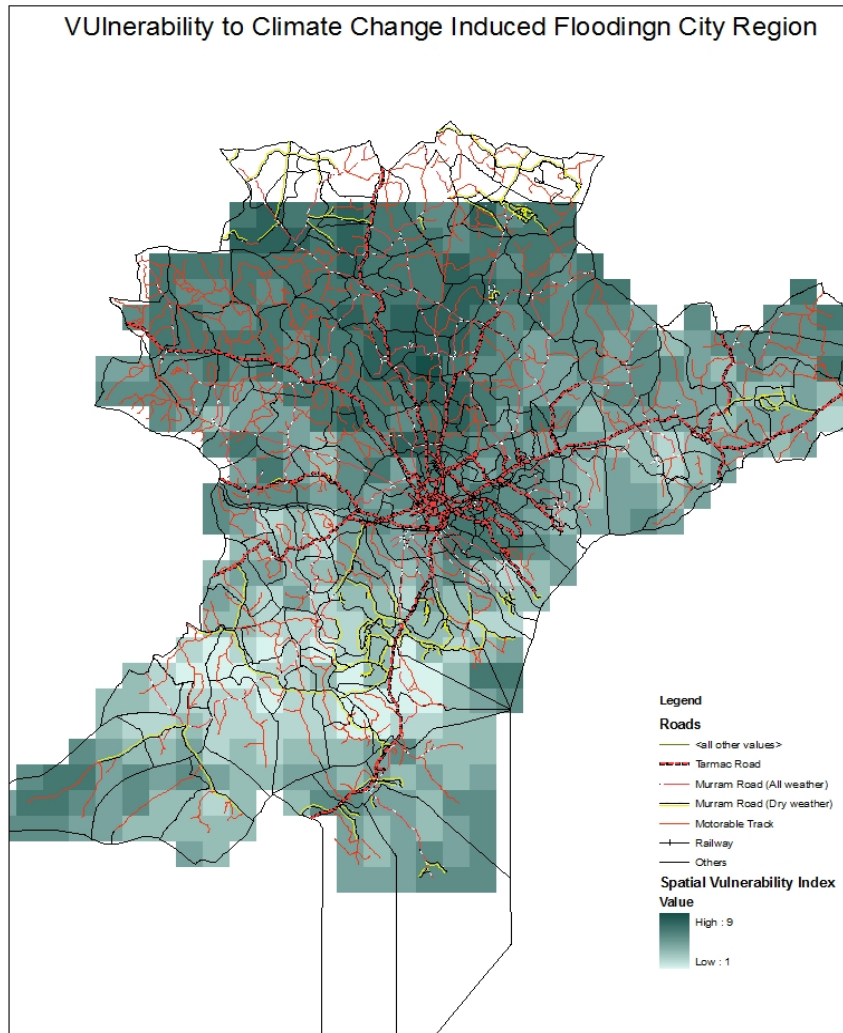 VUlnerability to Climate Change Induced Floodingn City Region
Legend
Roads
<all other values>
Tarmac Road
Murram Road (All weather)
Murram Road (Dry weather)
Motorable Track
Railway
Others
Spatial Vulnerability Index
Value
High : 9
Low : 1